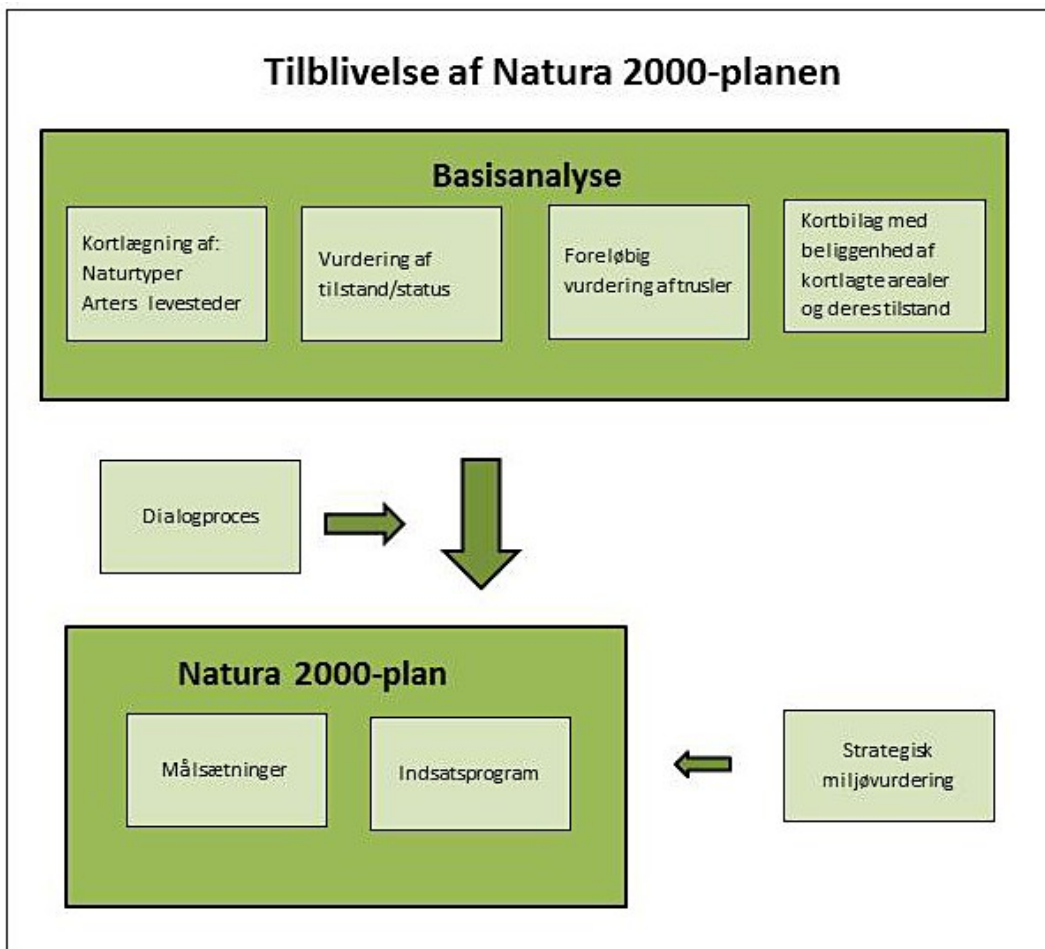 Tilblivelse af Natura 2000-planen
Basisanalyse
Kortlægning af:
Naturtyper
Arters levesteder
Vurdering af
tilstand/status
Foreløbig
vurdering af trusler
Kortbilag med
beliggenhed af
kortlagte arealer
og deres tilstand
Dialogproces
Natura 2000-plan
Målsætninger
Indsatsprogram
Strategisk
miljøvurdering